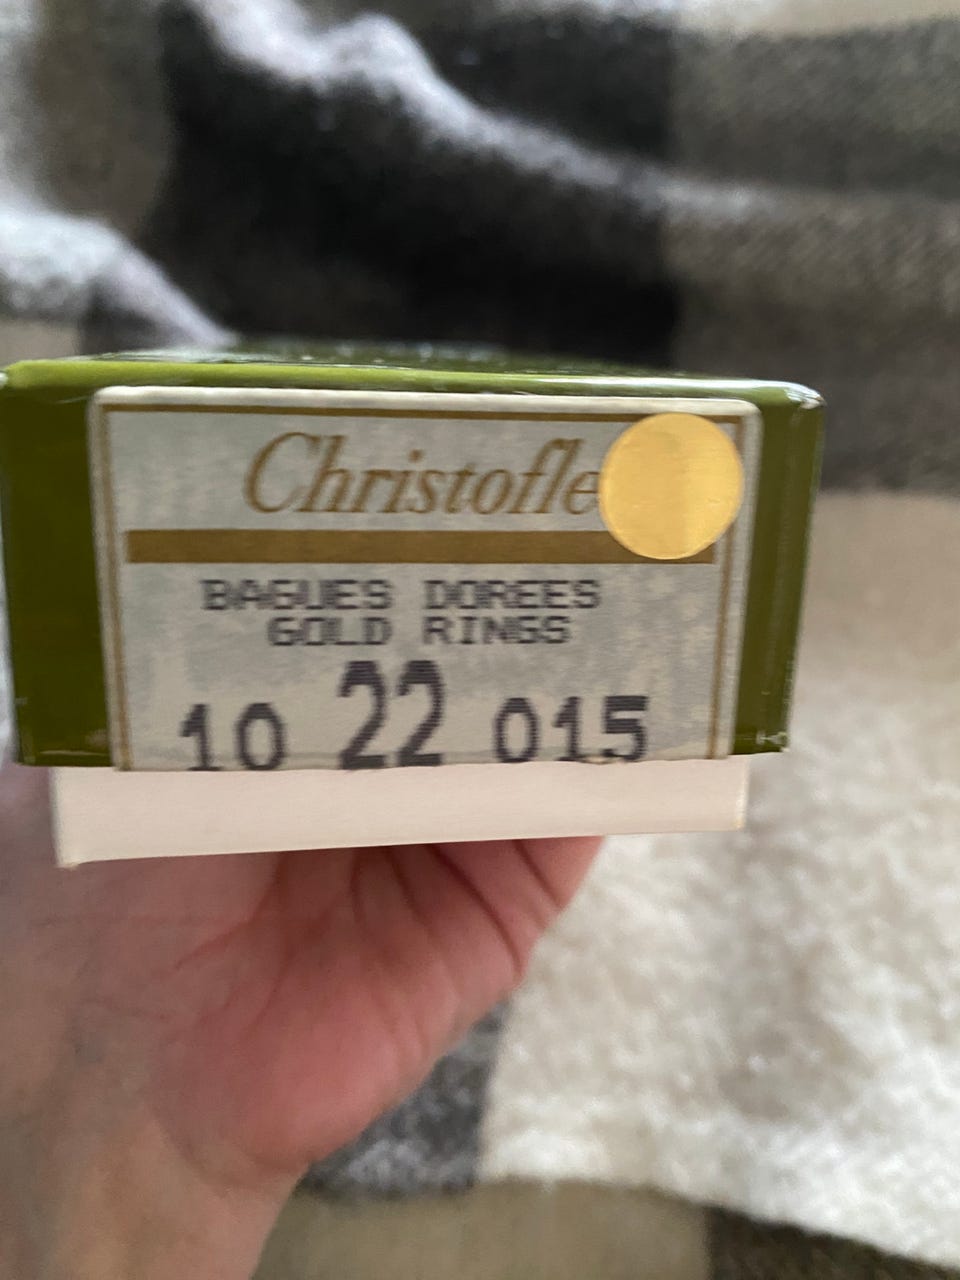 Christofle
BAGUES DOREES
GOLD RINGS
10 22 015